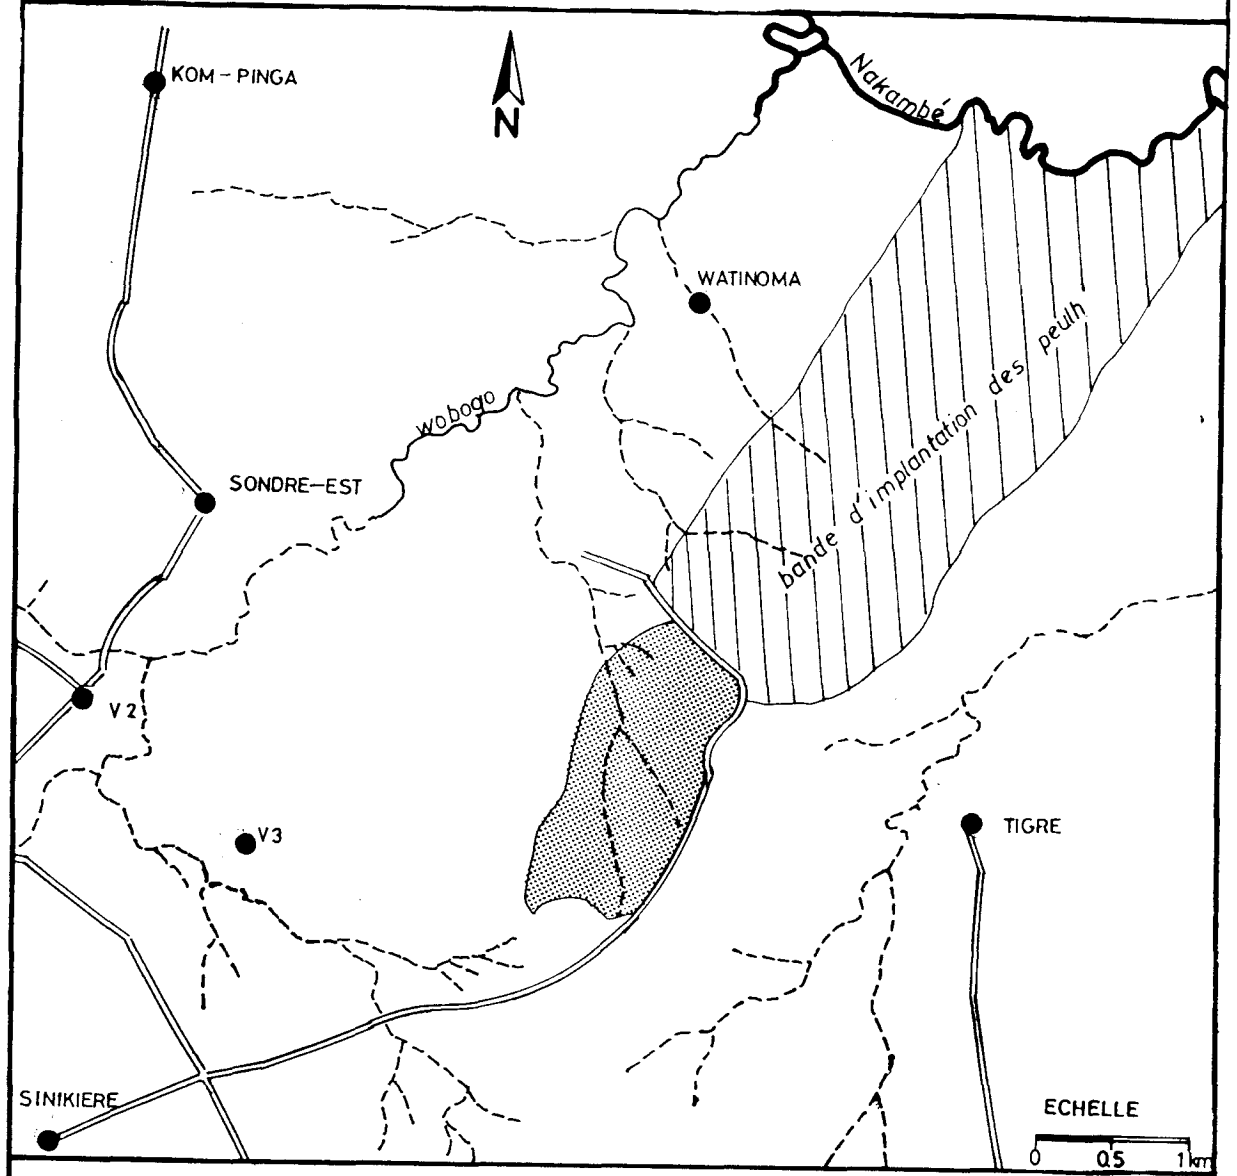 KOM-PINGA
N
Nakambé
WATINOMA
bande d'implantation des peulh
wobogo
SONDRE-EST
V2
V3
TIGRE
SINIKIERE
ECHELLE
0 0.5 1km